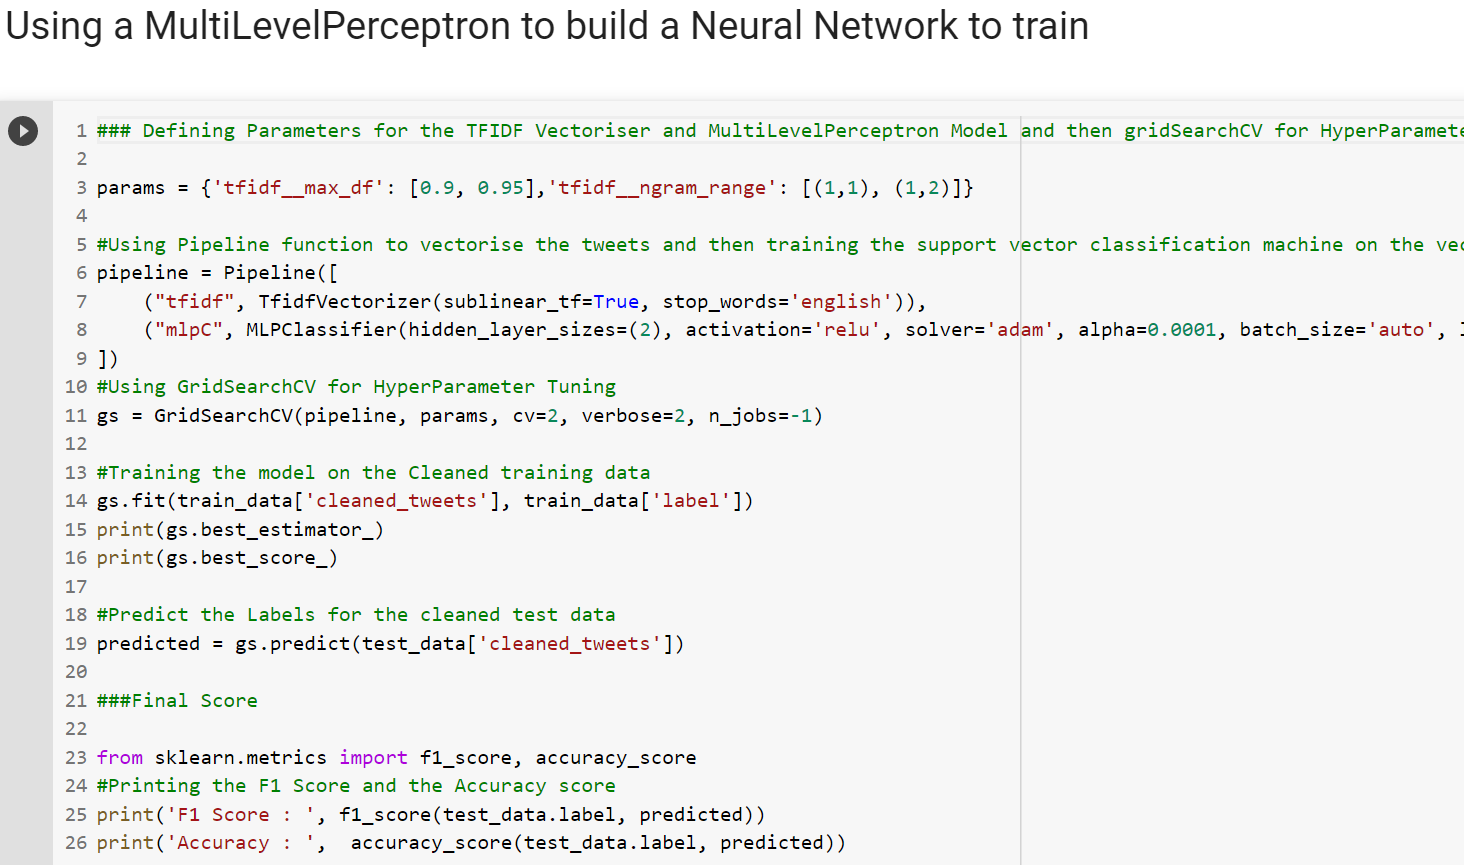 Using a MultiLevelPerceptron to build a Neural Network to train
1 ### Defining Parameters for the TFIDF Vectoriser and MultiLevelPerceptron Model and then gridSearchCV for HyperParamete
2
3 params = {'tfidf__max_df': [0.9, 0.95],'tfidf__ngram_range': [(1,1), (1,2)]}
4
5 #Using Pipeline function to vectorise the tweets and then training the support vector classification machine on the vec
6 pipeline = Pipeline([
7     ("tfidf", TfidfVectorizer(sublinear_tf=True, stop_words='english')),
8     ("mlpC", MLPClassifier(hidden_layer_sizes=(2), activation='relu', solver='adam', alpha=0.0001, batch_size='auto',
9 ])
10 #Using GridSearchCV for HyperParameter Tuning
11 gs = GridSearchCV(pipeline, params, cv=2, verbose=2, n_jobs=-1)
12
13 #Training the model on the Cleaned training data
14 gs.fit(train_data['cleaned_tweets'], train_data['label'])
15 print(gs.best_estimator_)
16 print(gs.best_score_)
17
18 #Predict the Labels for the cleaned test data
19 predicted = gs.predict(test_data['cleaned_tweets'])
20
21 ###Final Score
22
23 from sklearn.metrics import f1_score, accuracy_score
24 #Printing the F1 Score and the Accuracy score
25 print('F1 Score : ', f1_score(test_data.label, predicted))
26 print('Accuracy : ',  accuracy_score(test_data.label, predicted))